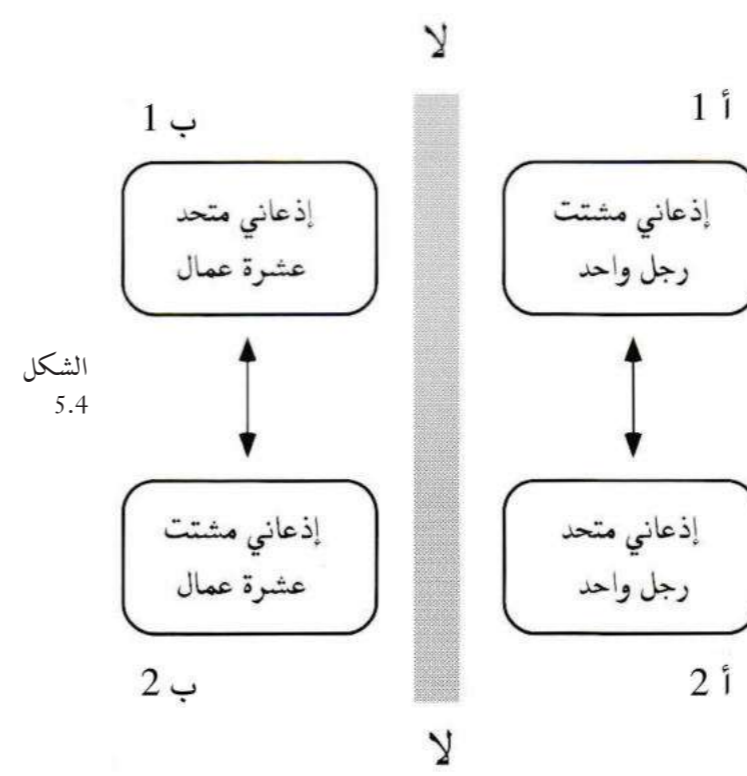 لا
أ 1
إذعاني مشتت
رجل واحد
إذعاني متحد
رجل واحد
أ 2
ب 1
إذعاني متحد
عشرة عمال
إذعاني مشتت
عشرة عمال
ب 2
لا
الشكل
5.4